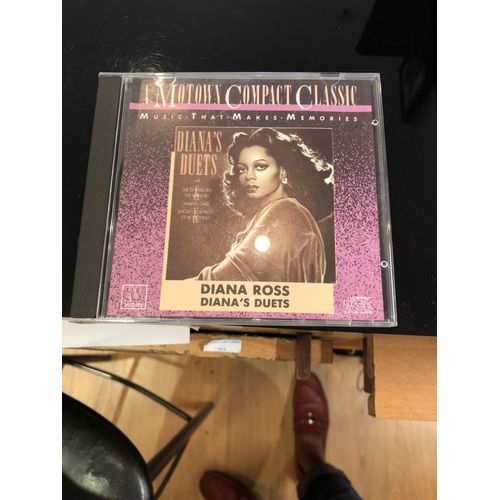 A MOTOWN COMPACT CLASSIC
MUSIC·THAT·MAKES·MEMORIES
DIANA'S
DUETS
DIANA ROSS
DIANA'S DUETS